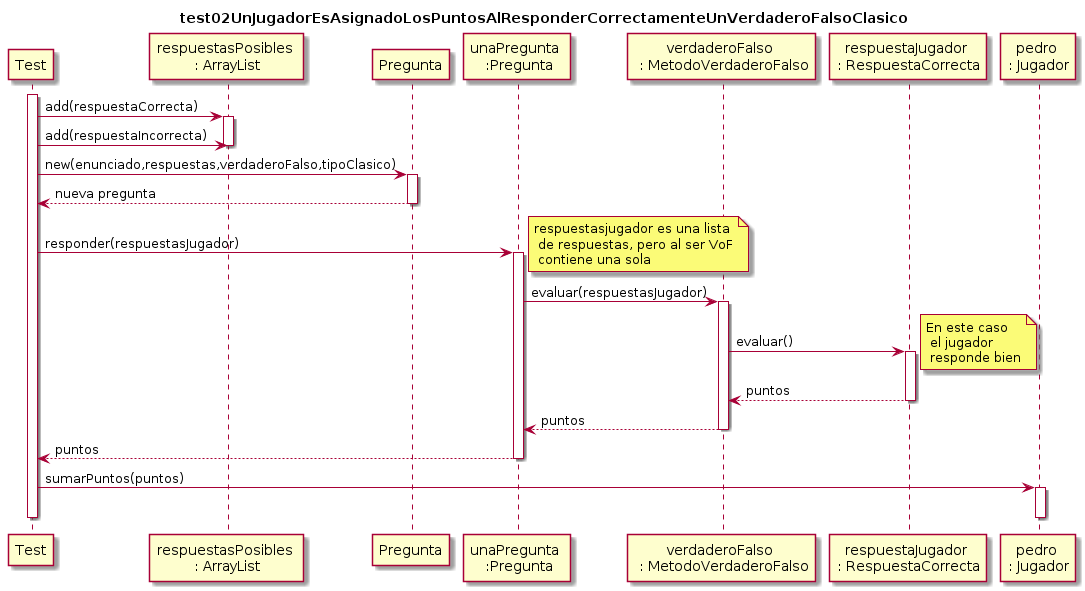 test02UnJugadorEsAsignadoLosPuntosAlResponderCorrectamenteUnVerdaderoFalsoClasico
Test
respuestasPosibles
: ArrayList
Pregunta
unaPregunta
:Pregunta
verdaderoFalso
: MetodoVerdaderoFalso
respuestaJugador
: RespuestaCorrecta
pedro
: Jugador
add(respuestaCorrecta)
add(respuestaIncorrecta)
new(enunciado,respuestas,verdaderoFalso,tipoClasico)
nueva pregunta
respuestasjugador es una lista
de respuestas, pero al ser VoF
contiene una sola
responder(respuestasJugador)
evaluar(respuestasJugador)
En este caso
el jugador
responde bien
evaluar()
puntos
puntos
puntos
sumarPuntos(puntos)
Test
respuestasPosibles
: ArrayList
Pregunta
unaPregunta
:Pregunta
verdaderoFalso
: MetodoVerdaderoFalso
respuestaJugador
: RespuestaCorrecta
pedro
: Jugador